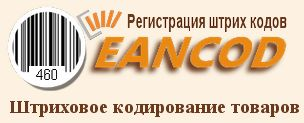 Регистрация штрих кодов
EANCOD
460
Штриховое кодирование товаров